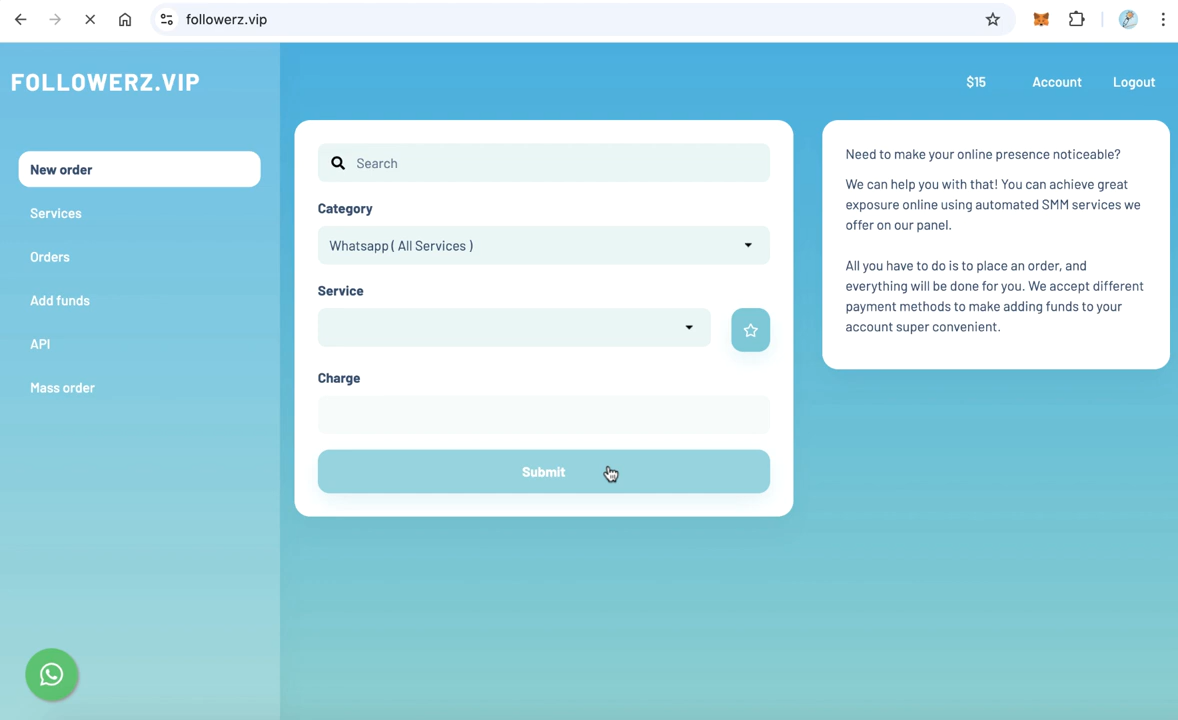 followerz.vip
FOLLOWERZ.VIP
$15
Account
Logout
New order
Services
Orders
Add funds
API
Mass order
Search
Category
Whatsapp ( All Services )
Service
Charge
Submit
Need to make your online presence noticeable?
We can help you with that! You can achieve great
exposure online using automated SMM services we
offer on our panel.
All you have to do is to place an order, and
everything will be done for you. We accept different
payment methods to make adding funds to your
account super convenient.